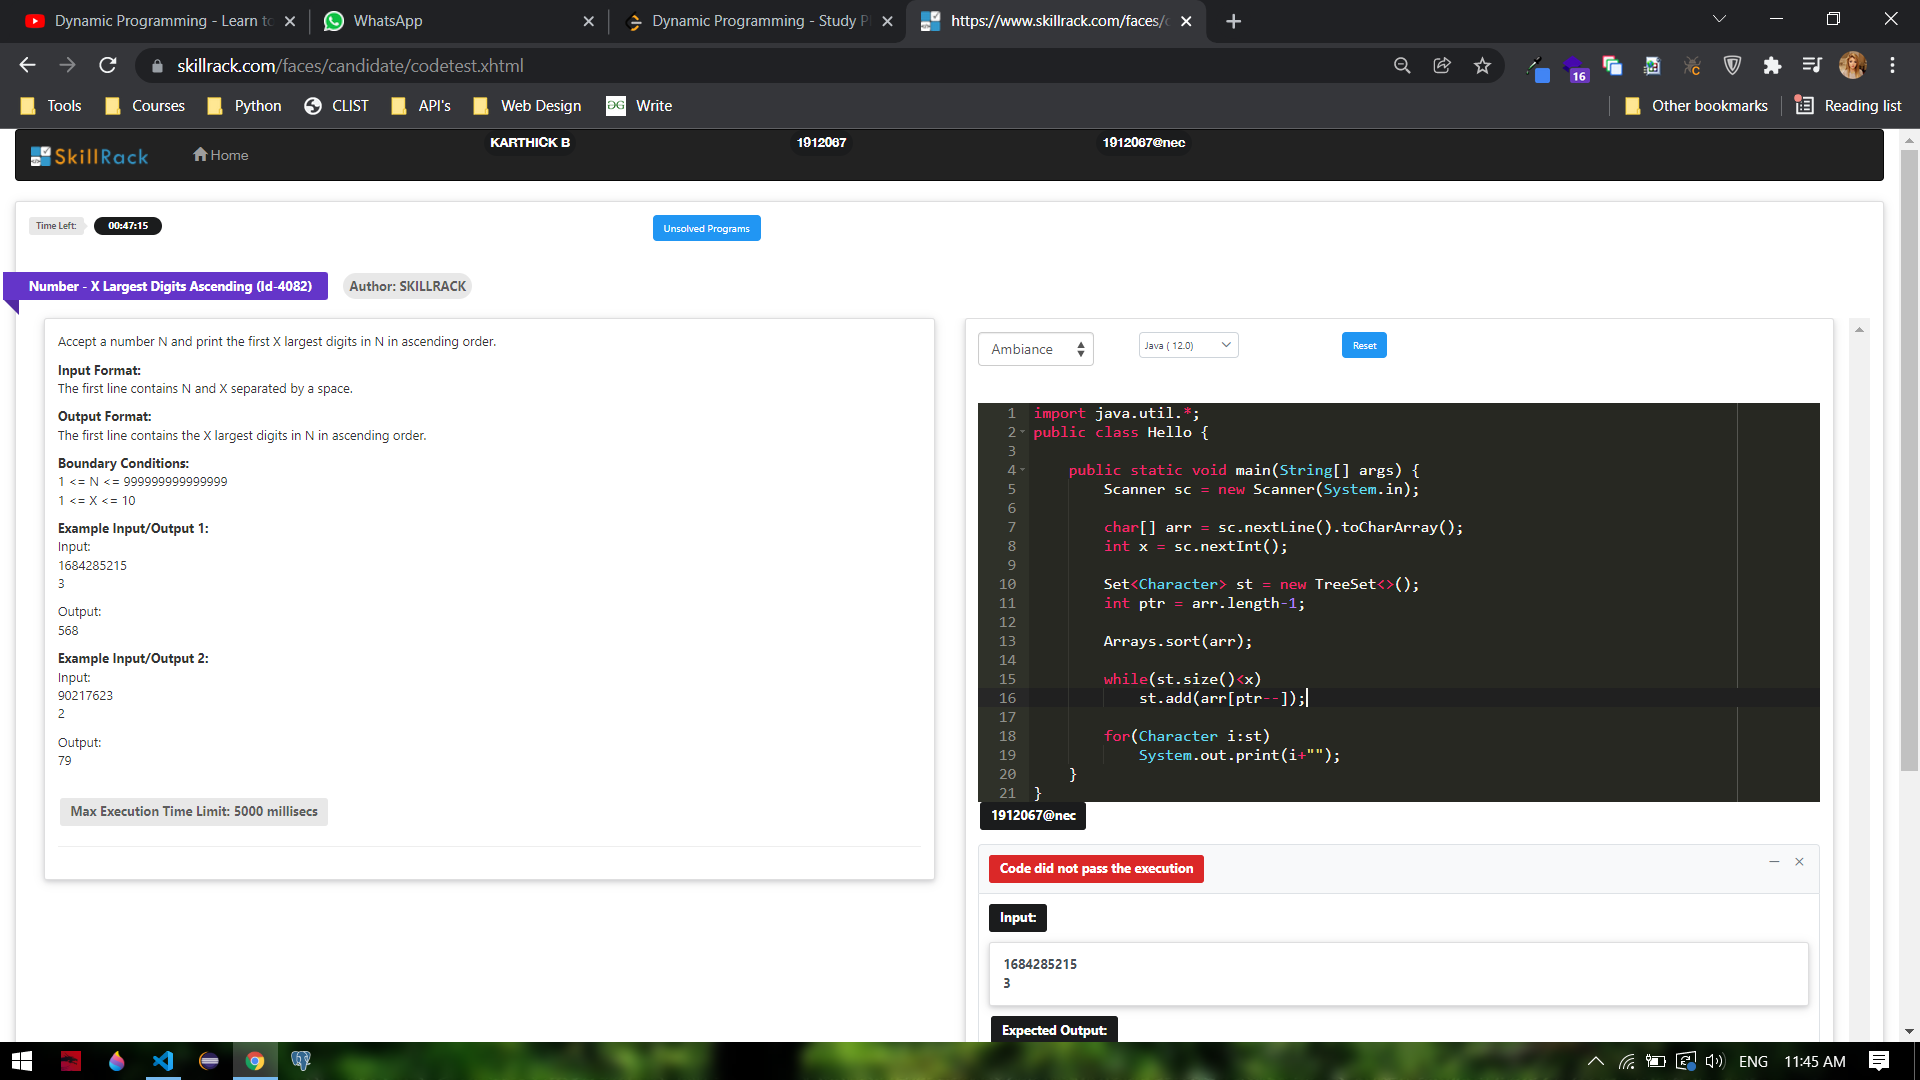 Dynamic Programming - Learn to
WhatsApp
Dynamic Programming - Study P
https://www.skillrack.com/faces/c
skillrack.com/faces/candidate/codetest.xhtml
16
Tools
Courses
Python
CLIST
API's
Web Design
Write
Other bookmarks
Reading list
SkillRack
Home
KARTHICK B
1912067
1912067@nec
Time Left:
00:47:15
Unsolved Programs
Number - X Largest Digits Ascending (Id-4082)
Author: SKILLRACK
Accept a number N and print the first X largest digits in N in ascending order.
Input Format:
The first line contains N and X separated by a space.
Output Format:
The first line contains the X largest digits in N in ascending order.
Boundary Conditions:
1 <= N <= 999999999999999
1 <= X <= 10
Example Input/Output 1:
Input:
1684285215
3
Output:
568
Example Input/Output 2:
Input:
90217623
2
Output:
79
Max Execution Time Limit: 5000 millisecs
Ambiance
Java ( 12.0)
Reset
1 import java.util.*;
2 public class Hello {
3
4 public static void main(String[] args) {
5 Scanner sc = new Scanner(System.in);
6
7 char[] arr = sc.nextLine().toCharArray();
8 int x = sc.nextInt();
9
10 Set<Character> st = new TreeSet<>();
11 int ptr = arr.length-1;
12
13 Arrays.sort(arr);
14
15 while(st.size()<x)
16 st.add(arr[ptr--]);
17
18 for(Character i:st)
19 System.out.print(i+"");
20 }
21 }
1912067@nec
Code did not pass the execution
Input:
1684285215
3
Expected Output:
ENG
11:45 AM